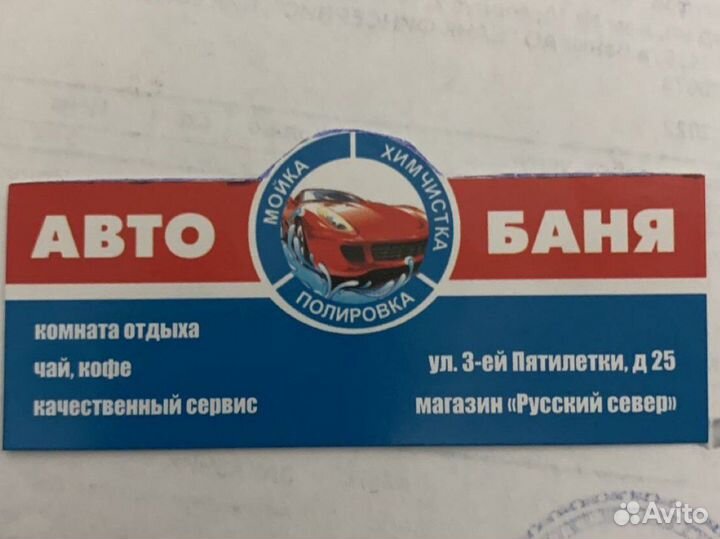 АВТО
БАНЯ
МОЙКА
ХИМЧИСТКА
ПОЛИРОВКА
комната отдыха
чай, кофе
качественный сервис
ул. 3-ей Пятилетки, д 25
магазин «Русский север»
Avito